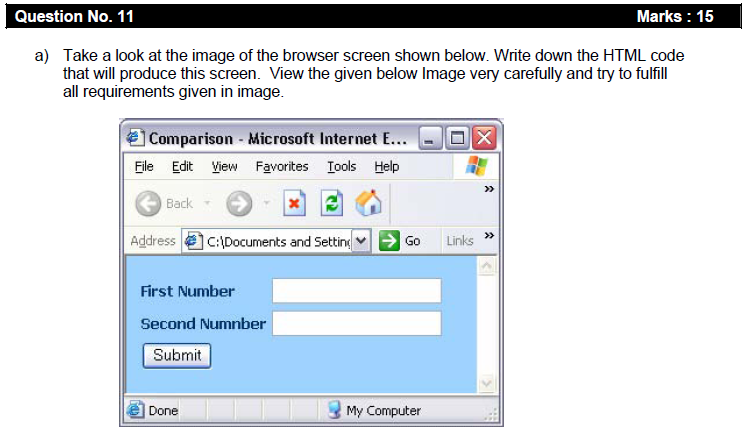 Question No. 11 Marks : 15
a) Take a look at the image of the browser screen shown below. Write down the HTML code
that will produce this screen. View the given below Image very carefully and try to fulfill
all requirements given in image.
Comparison - Microsoft Internet E...
File Edit View Favorites Tools Help
Back
Address C:\Documents and Setting Go Links
First Number
Second Numnber
Submit
Done My Computer